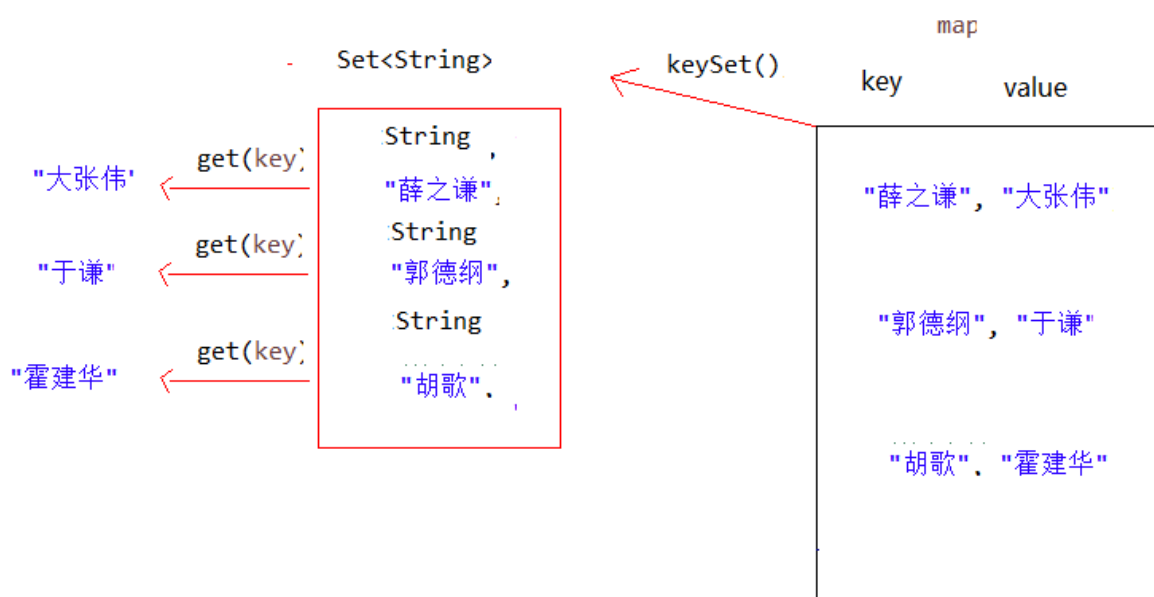 map
Set<String>
keySet()
key value
String ,
"薛之谦",
get(key)
"大张伟'
"薛之谦", "大张伟"
String
get(key)
"郭德纲",
"于谦"
String
"郭德纲", "于谦"
get(key)
"胡歌".
"霍建华"
"胡歌". "霍建华"